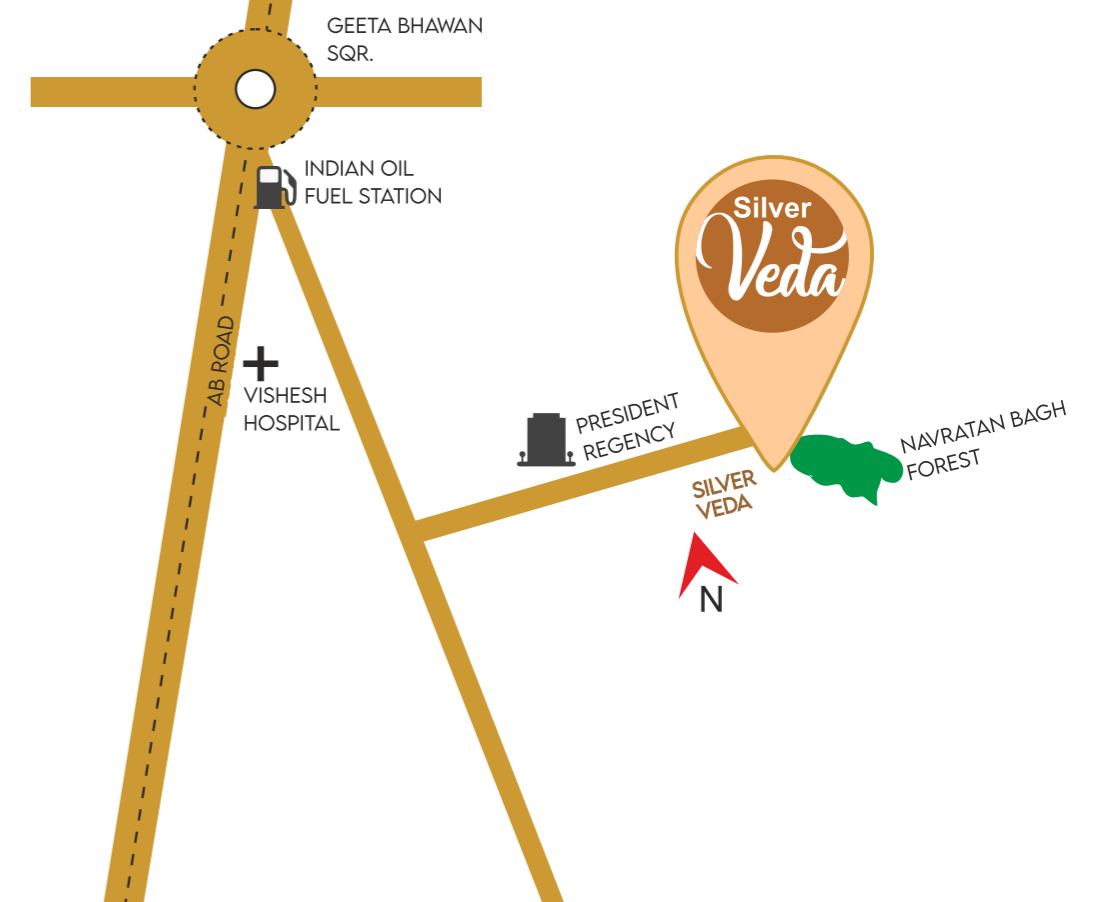 GEETA BHAWAN
SQR.
INDIAN OIL
FUEL STATION
Silver
Veda
AB ROAD
VISHESH
HOSPITAL
PRESIDENT
REGENCY
NAVRATAN BAGH
FOREST
SILVER
VEDA
N